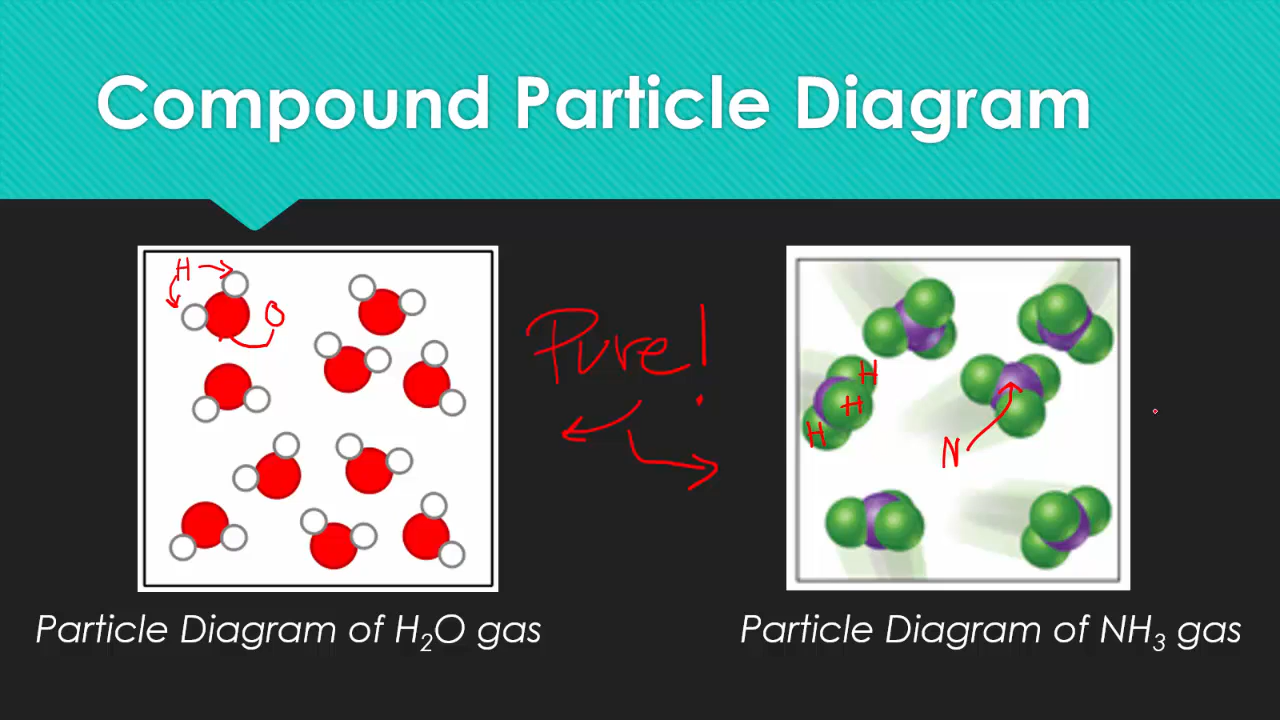 Compound Particle Diagram
H
O
Pure!
H
H
H
N
Particle Diagram of H₂O gas
Particle Diagram of NH₃ gas